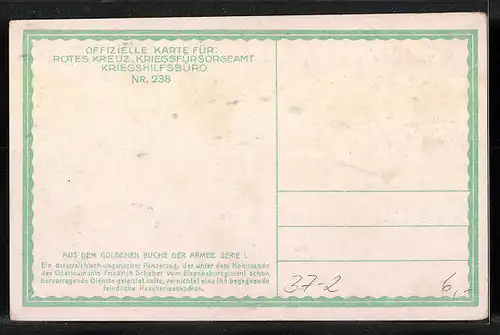 OFFIZIELLE KARTE FÜR:
ROTES KREUZ, KRIEGSFÜRSORGEAMT
KRIEGSHILFSBÜRO
NR. 238
AUS DEM GOLDENEN BUCHE DER ARMEE, SERIE I.
Ein österreichisch-ungarischer Panzerzug, der unter dem Kommando
des Oberleutnants Friedrich Schober vom Eisenbahnregiment schon
hervorragende Dienste geleistet hatte, vernichtet eine ihm begegnende
feindliche Kavallerieeskadron.
37-2
6,-